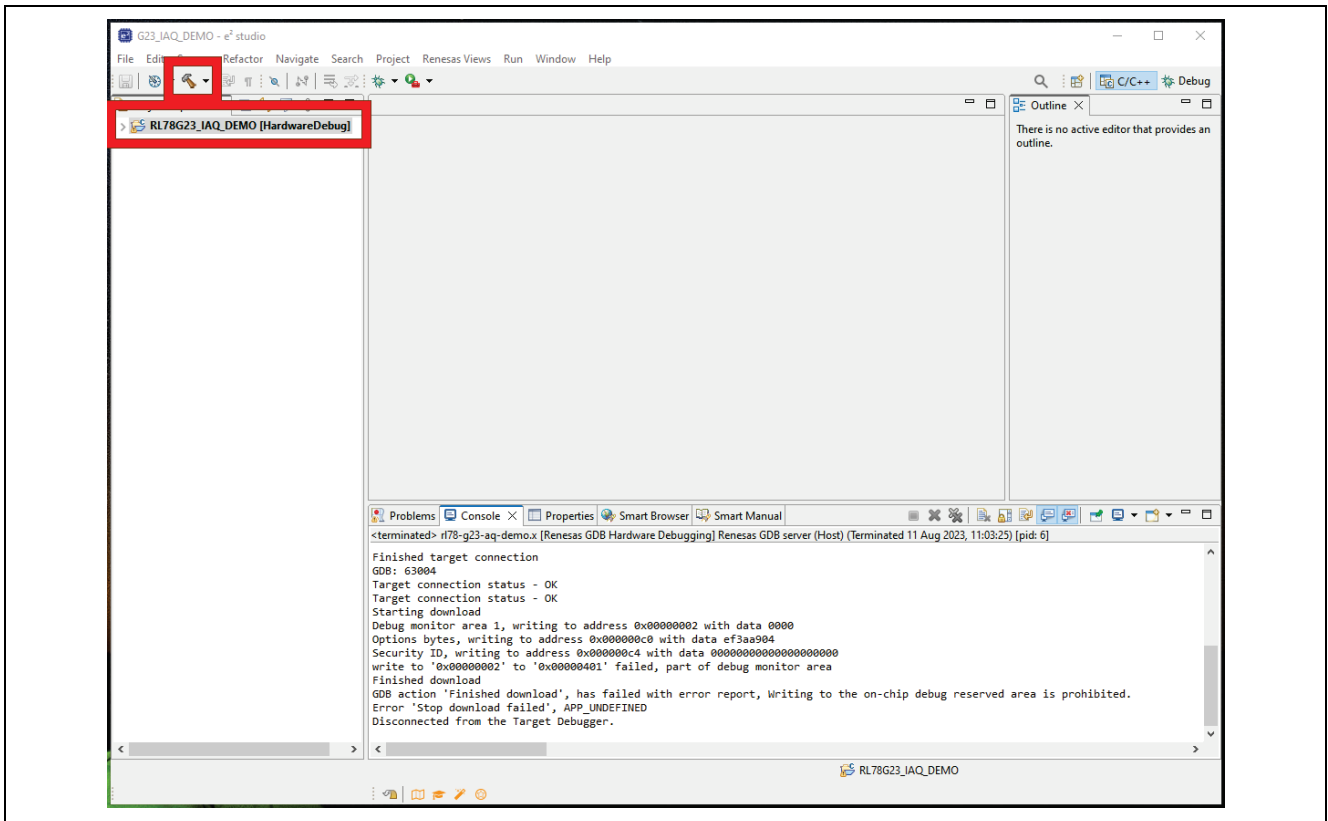 G23_IAQ_DEMO - e² studio
File Edit Refactor Navigate Search Project Renesas Views Run Window Help
C/C++ Debug
RL78G23_IAQ_DEMO [HardwareDebug]
Outline
There is no active editor that provides an
outline.
Problems Console Properties Smart Browser Smart Manual
<terminated> rl78-g23-aq-demo.x [Renesas GDB Hardware Debugging] Renesas GDB server (Host) (Terminated 11 Aug 2023, 11:03:25) [pid: 6]
Finished target connection
GDB: 63004
Target connection status - OK
Target connection status - OK
Starting download
Debug monitor area 1, writing to address 0x00000002 with data 0000
Options bytes, writing to address 0x000000c0 with data ef3aa904
Security ID, writing to address 0x000000c4 with data 00000000000000000000
write to '0x00000002' to '0x00000401' failed, part of debug monitor area
Finished download
GDB action 'Finished download', has failed with error report, Writing to the on-chip debug reserved area is prohibited.
Error 'Stop download failed', APP_UNDEFINED
Disconnected from the Target Debugger.
RL78G23_IAQ_DEMO